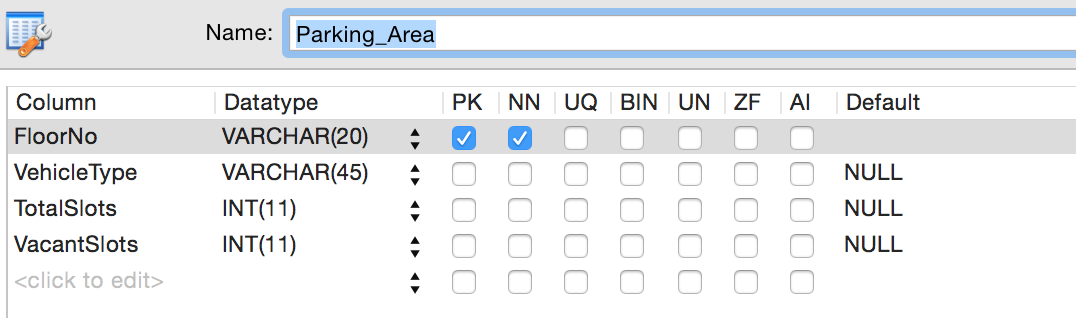 Name: Parking_Area
Column Datatype PK NN UQ BIN UN ZF AI Default
FloorNo VARCHAR(20)
VehicleType VARCHAR(45) NULL
TotalSlots INT(11) NULL
VacantSlots INT(11) NULL
<click to edit>